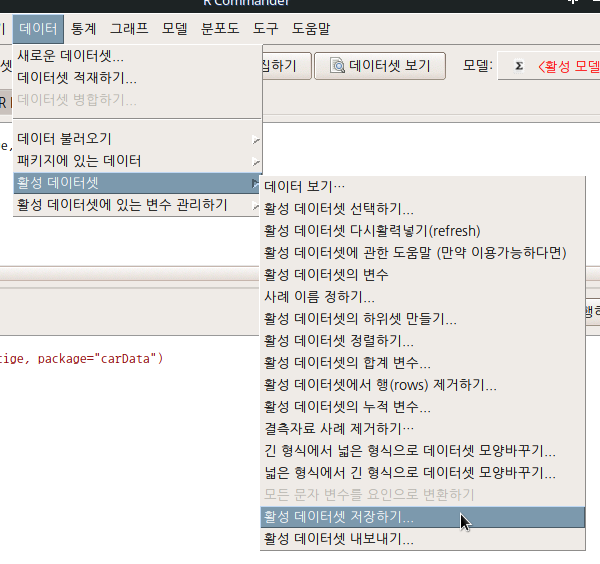 R Commander
데이터 통계 그래프 모델 분포도 도구 도움말
새로운 데이터셋...
데이터셋 적재하기...
데이터셋 병합하기...
집하기 데이터셋 보기 모델: Σ <활성 모델
데이터 불러오기
패키지에 있는 데이터
활성 데이터셋
활성 데이터셋에 있는 변수 관리하기
데이터 보기...
활성 데이터셋 선택하기...
활성 데이터셋 다시활력넣기(refresh)
활성 데이터셋에 관한 도움말 (만약 이용가능하다면)
활성 데이터셋의 변수
사례 이름 정하기...
활성 데이터셋의 하위셋 만들기...
활성 데이터셋 정렬하기...
활성 데이터셋의 합계 변수...
활성 데이터셋에서 행(rows) 제거하기...
활성 데이터셋의 누적 변수...
결측자료 사례 제거하기...
긴 형식에서 넓은 형식으로 데이터셋 모양바꾸기...
넓은 형식에서 긴 형식으로 데이터셋 모양바꾸기...
모든 문자 변수를 요인으로 변환하기
활성 데이터셋 저장하기...
활성 데이터셋 내보내기...
tige, package="carData")